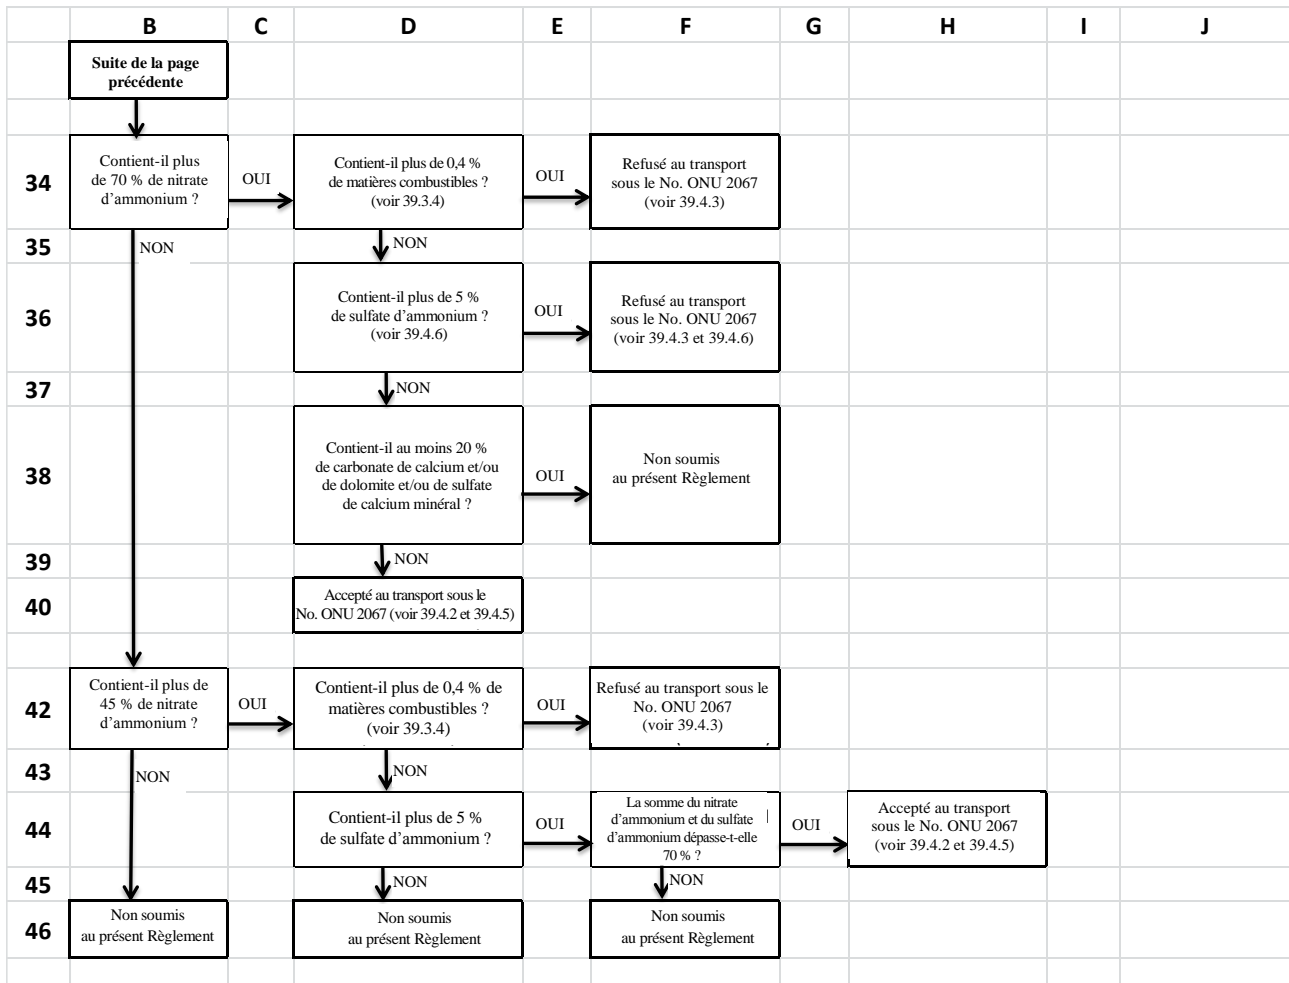 B C D E F G H I J
Suite de la page
précédente
34
Contient-il plus
de 70 % de nitrate
d’ammonium ?
OUI
Contient-il plus de 0,4 %
de matières combustibles ?
(voir 39.3.4)
OUI
Refusé au transport
sous le No. ONU 2067
(voir 39.4.3)
35
NON
NON
36
Contient-il plus de 5 %
de sulfate d’ammonium ?
(voir 39.4.6)
OUI
Refusé au transport
sous le No. ONU 2067
(voir 39.4.3 et 39.4.6)
37
NON
38
Contient-il au moins 20 %
de carbonate de calcium et/ou
de dolomite et/ou de sulfate
de calcium minéral ?
OUI
Non soumis
au présent Règlement
39
NON
40
Accepté au transport sous le
No. ONU 2067 (voir 39.4.2 et 39.4.5)
42
Contient-il plus de
45 % de nitrate
d’ammonium ?
OUI
Contient-il plus de 0,4 % de
matières combustibles ?
(voir 39.3.4)
OUI
Refusé au transport sous le
No. ONU 2067
(voir 39.4.3)
43
NON
NON
44
Contient-il plus de 5 %
de sulfate d’ammonium ?
OUI
La somme du nitrate
d’ammonium et du sulfate
d’ammonium dépasse-t-elle
70 % ?
OUI
Accepté au transport
sous le No. ONU 2067
(voir 39.4.2 et 39.4.5)
45
NON
NON
46
Non soumis
au présent Règlement
Non soumis
au présent Règlement
Non soumis
au présent Règlement